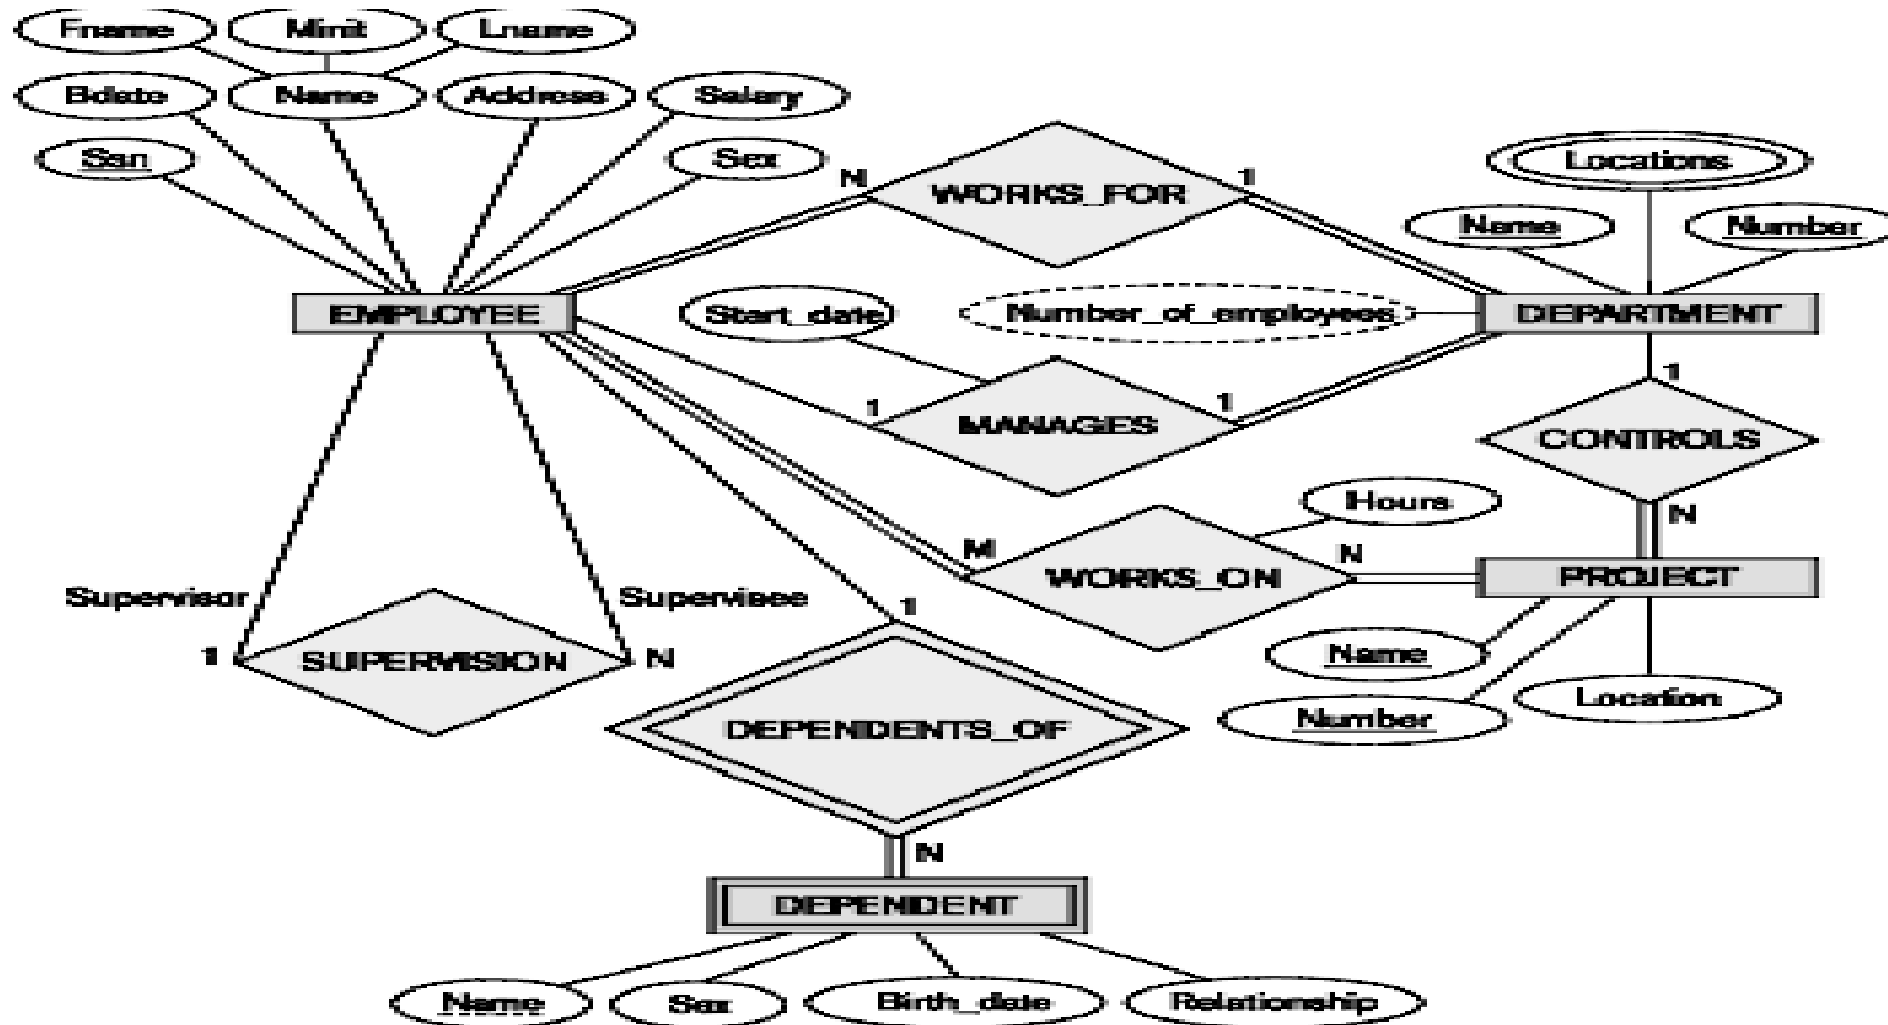 Fname Minit Lname
Bdate Name Address Salary
Ssn Sex
N WORKS_FOR 1
Locations
Name Number
EMPLOYEE
Start_date
Number_of_employees
DEPARTMENT
1 MANAGES 1
1
CONTROLS
N
Hours
M WORKS_ON N
PROJECT
Supervisor Supervisee
1 SUPERVISION N
1
Name
Number
Location
DEPENDENTS_OF
N
DEPENDENT
Name Sex Birth_date Relationship